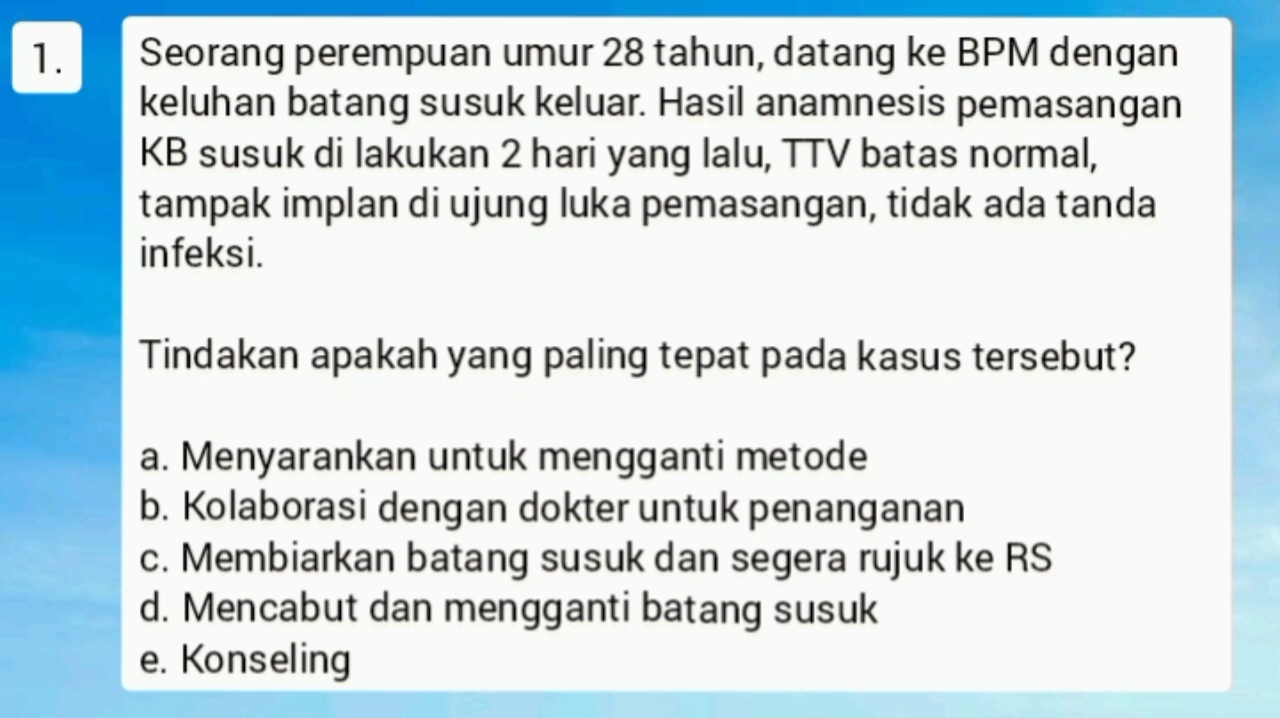 1.
Seorang perempuan umur 28 tahun, datang ke BPM dengan
keluhan batang susuk keluar. Hasil anamnesis pemasangan
KB susuk di lakukan 2 hari yang lalu, TTV batas normal,
tampak implan di ujung luka pemasangan, tidak ada tanda
infeksi.
Tindakan apakah yang paling tepat pada kasus tersebut?
a. Menyarankan untuk mengganti metode
b. Kolaborasi dengan dokter untuk penanganan
c. Membiarkan batang susuk dan segera rujuk ke RS
d. Mencabut dan mengganti batang susuk
e. Konseling